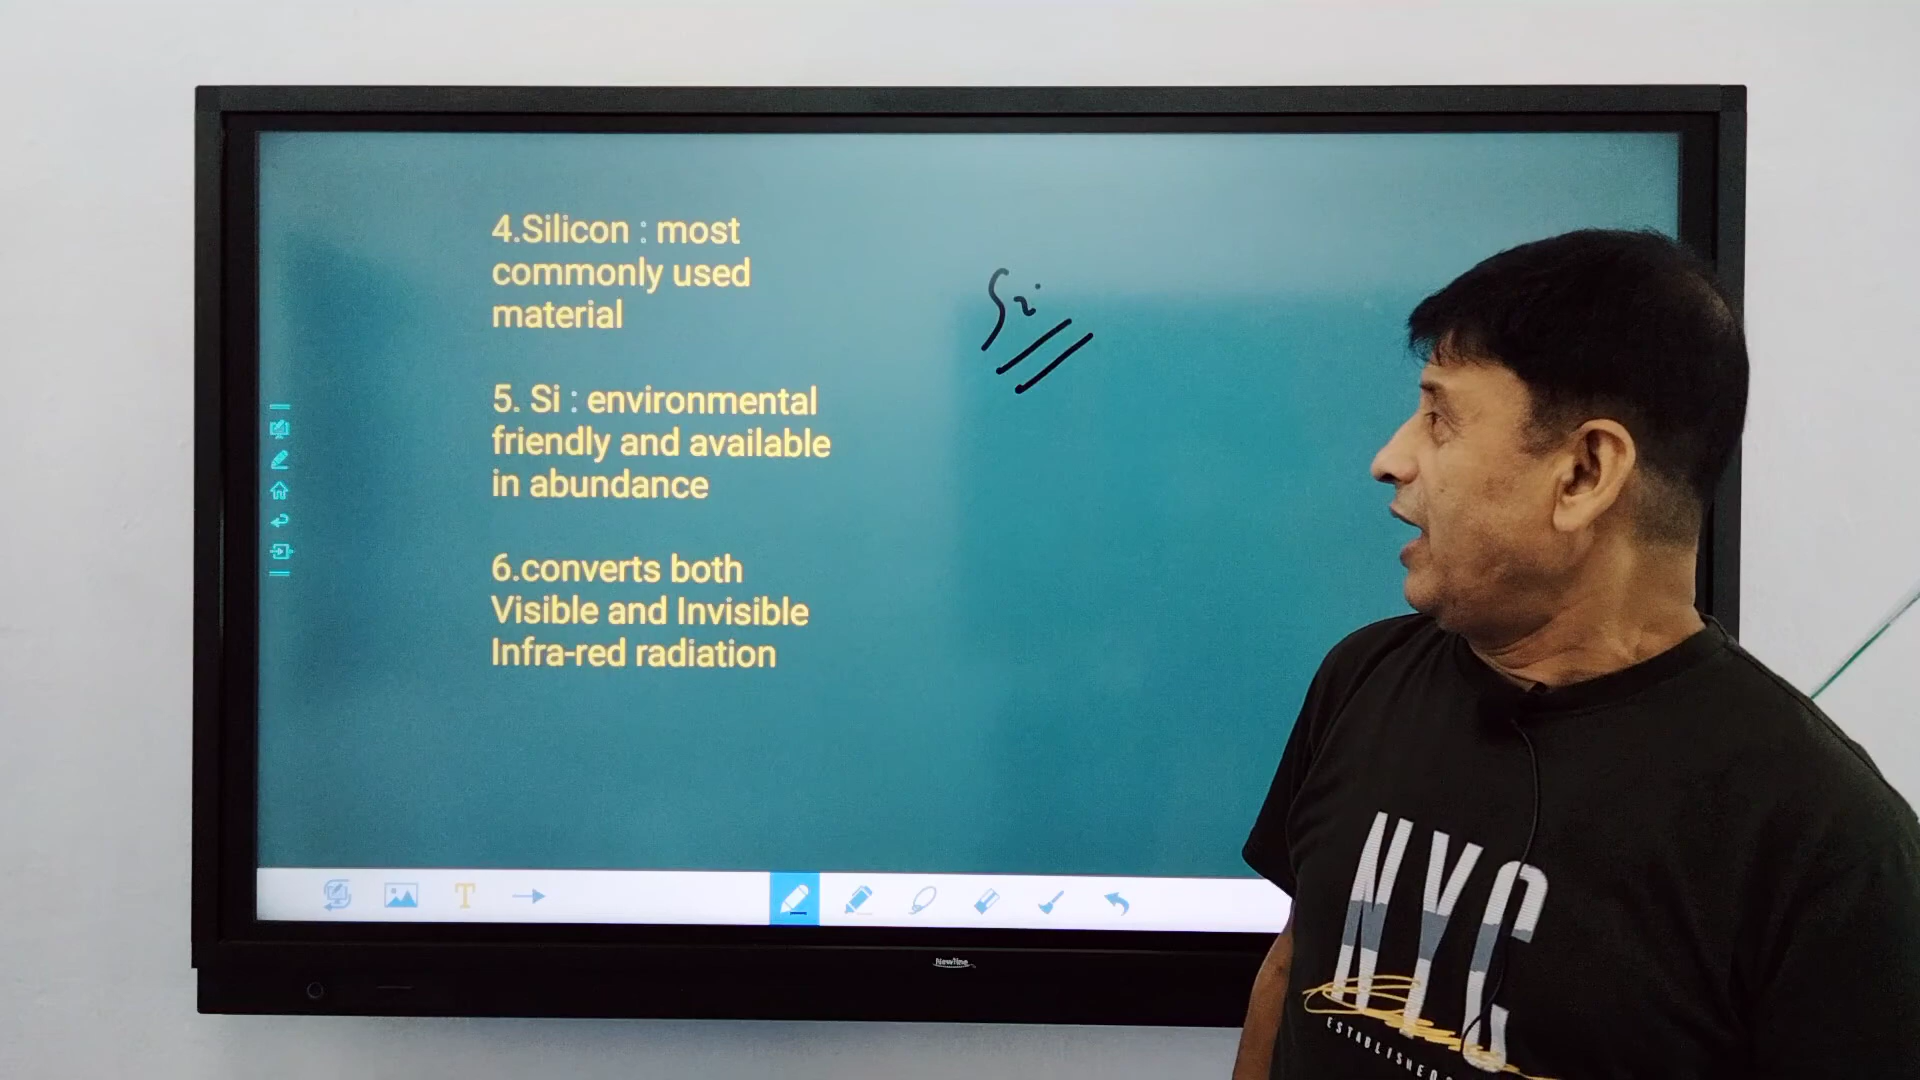 4.Silicon : most
commonly used
material
5. Si : environmental
friendly and available
in abundance
6.converts both
Visible and Invisible
Infra-red radiation
Si
T
Newline
NYC